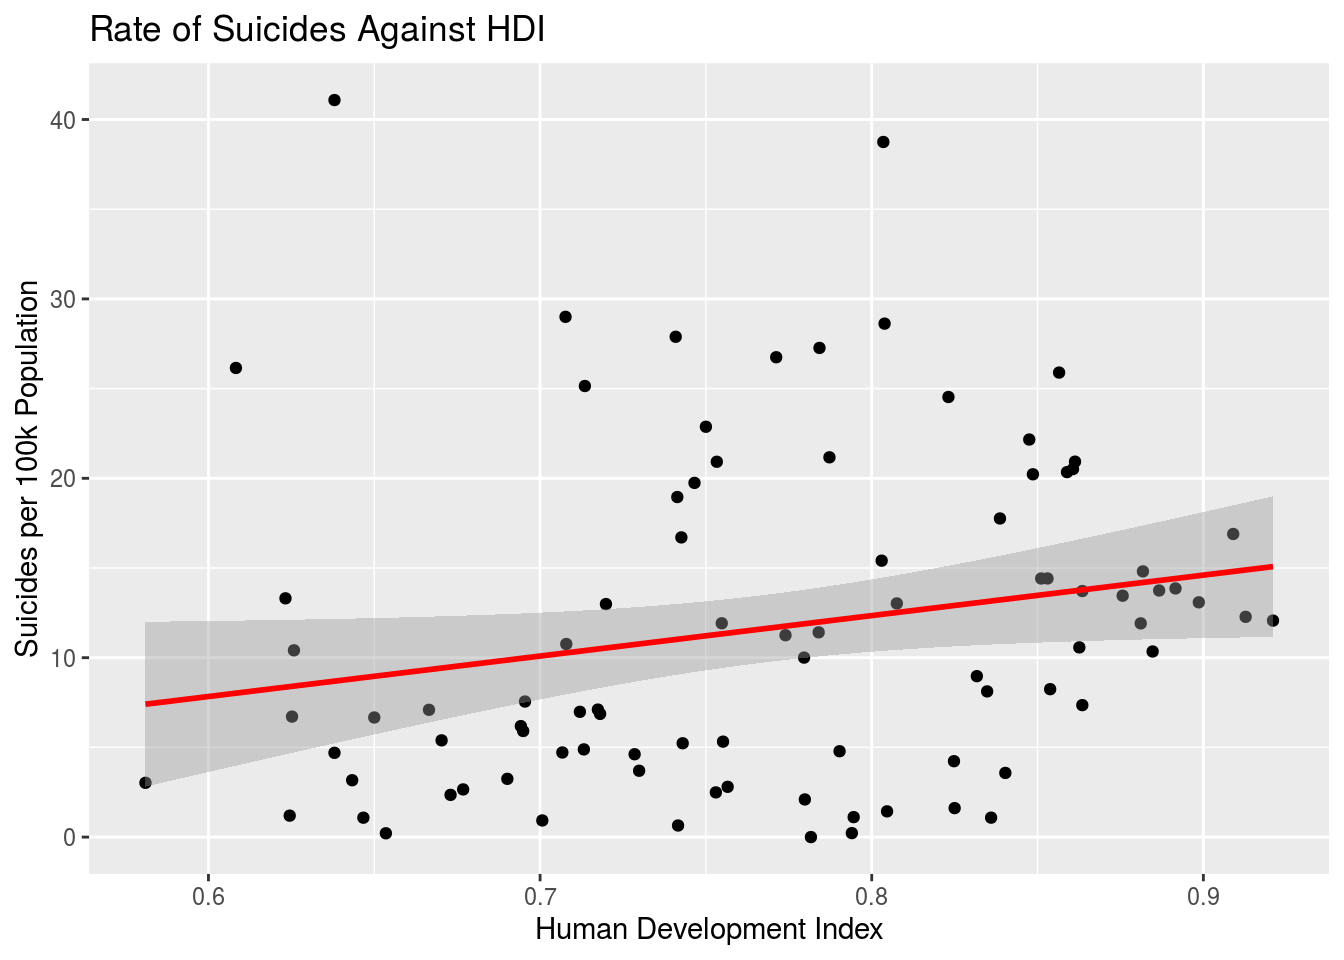 Rate of Suicides Against HDI
Suicides per 100k Population
40
30
20
10
0
0.6 0.7 0.8 0.9
Human Development Index